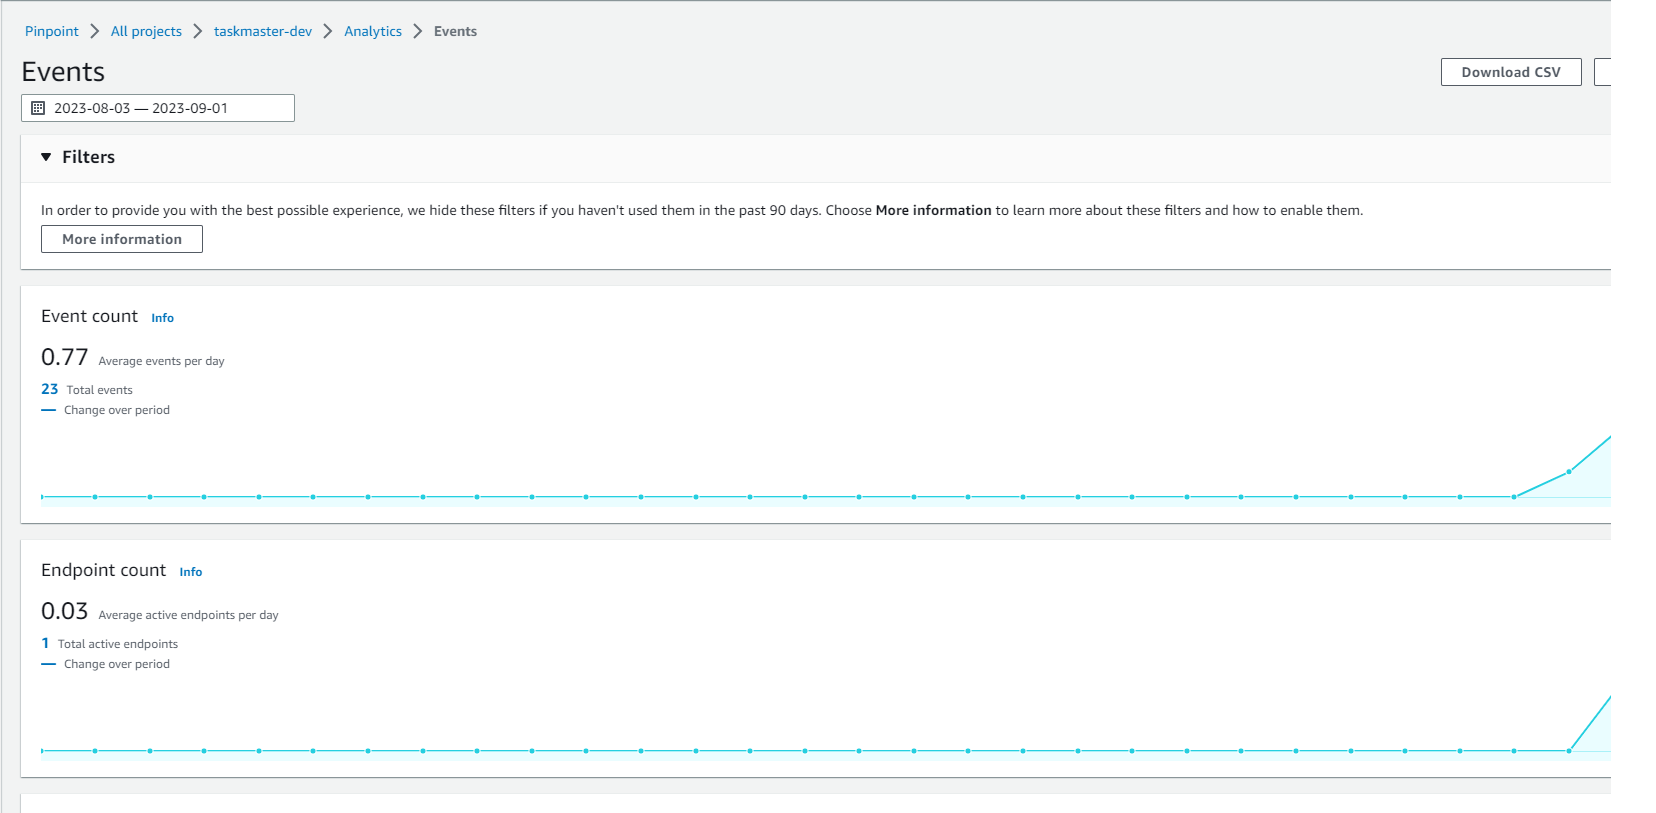 Pinpoint All projects taskmaster-dev Analytics Events
Events
Download CSV
2023-08-03 — 2023-09-01
Filters
In order to provide you with the best possible experience, we hide these filters if you haven't used them in the past 90 days. Choose More information to learn more about these filters and how to enable them.
More information
Event count Info
0.77 Average events per day
23 Total events
Change over period
Endpoint count Info
0.03 Average active endpoints per day
1 Total active endpoints
Change over period